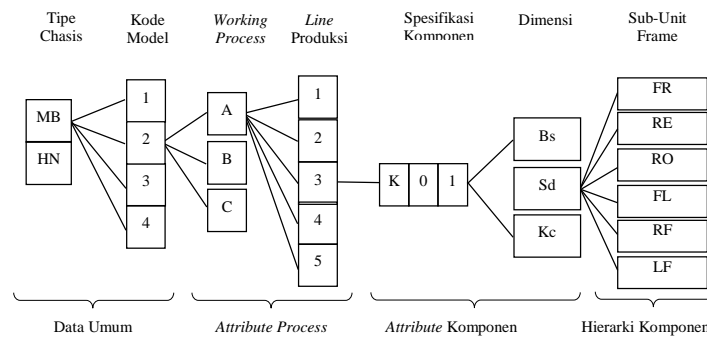 Tipe Chasis
Kode Model
Working Process
Line Produksi
Spesifikasi Komponen
Dimensi
Sub-Unit Frame
MB
HN
1
2
3
4
A
B
C
1
2
3
4
5
K 0 1
Bs
Sd
Kc
FR
RE
RO
FL
RF
LF
Data Umum
Attribute Process
Attribute Komponen
Hierarki Komponen